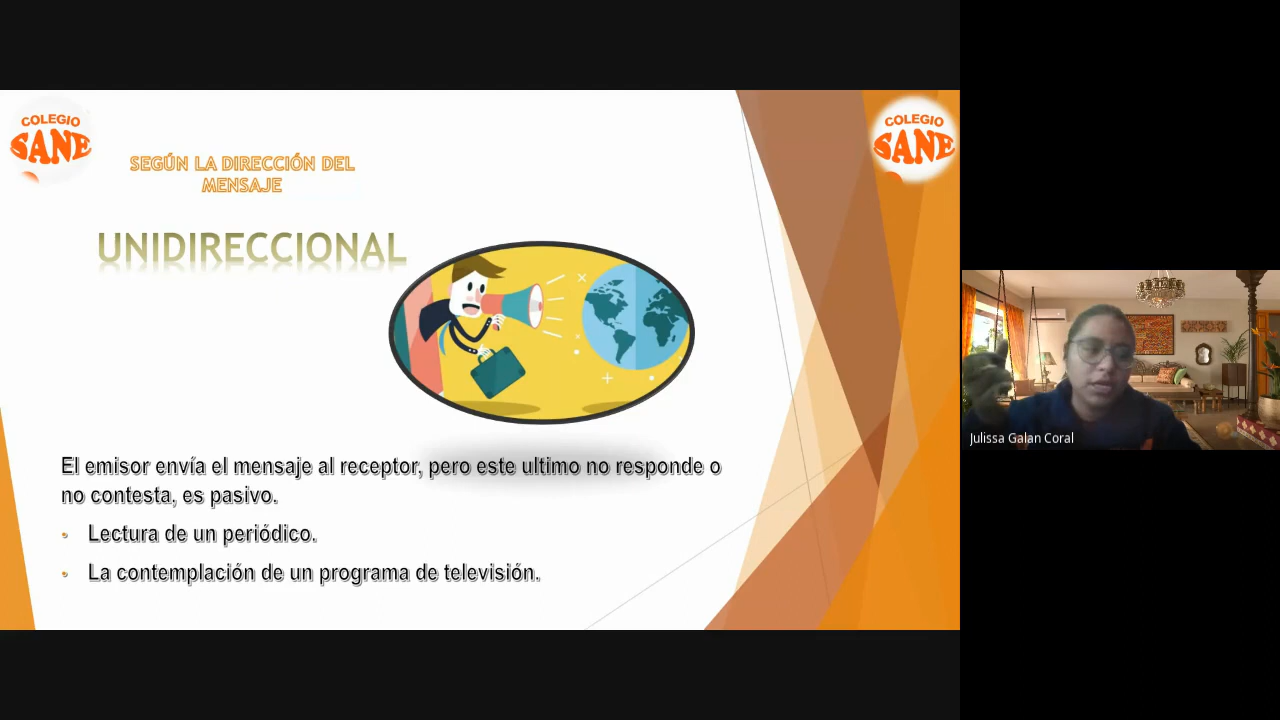 COLEGIO
SANE
COLEGIO
SANE
SEGÚN LA DIRECCIÓN DEL
MENSAJE
UNIDIRECCIONAL
El emisor envía el mensaje al receptor, pero este ultimo no responde o
no contesta, es pasivo.
• Lectura de un periódico.
• La contemplación de un programa de televisión.
Julissa Galan Coral